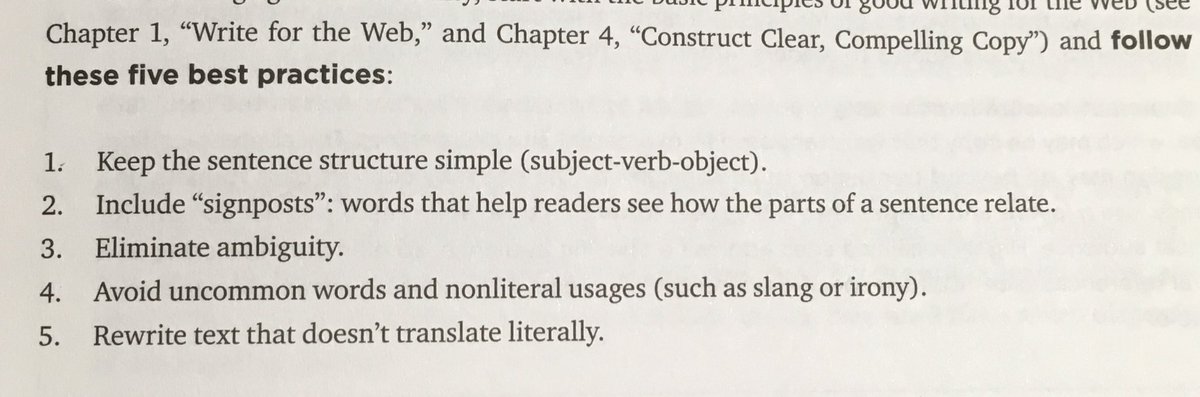 principles of good writing for the Web (see
Chapter 1, “Write for the Web,” and Chapter 4, “Construct Clear, Compelling Copy”) and follow
these five best practices:
1. Keep the sentence structure simple (subject-verb-object).
2. Include “signposts”: words that help readers see how the parts of a sentence relate.
3. Eliminate ambiguity.
4. Avoid uncommon words and nonliteral usages (such as slang or irony).
5. Rewrite text that doesn’t translate literally.